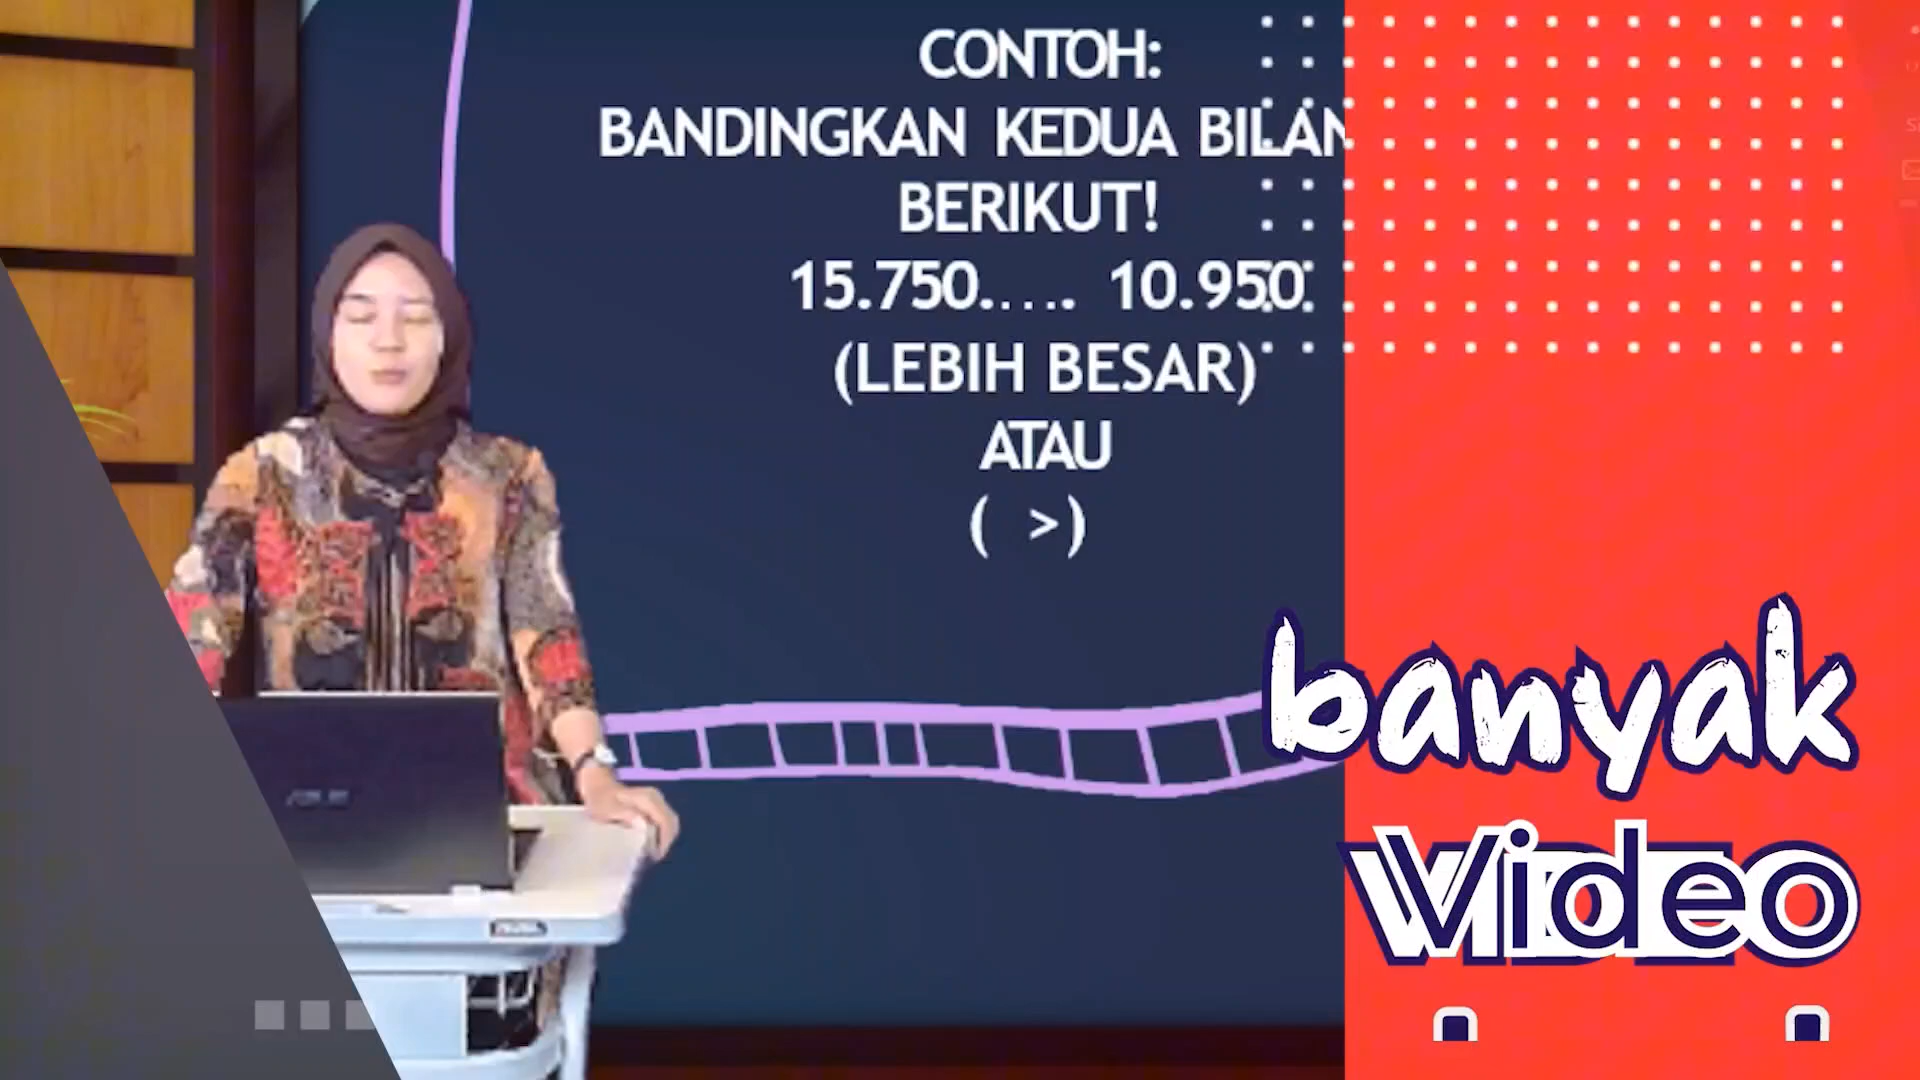 CONTOH:
BANDINGKAN KEDUA BILAN
BERIKUT!
15.750..... 10.950
(LEBIH BESAR)
ATAU
( >)
banyak
Video